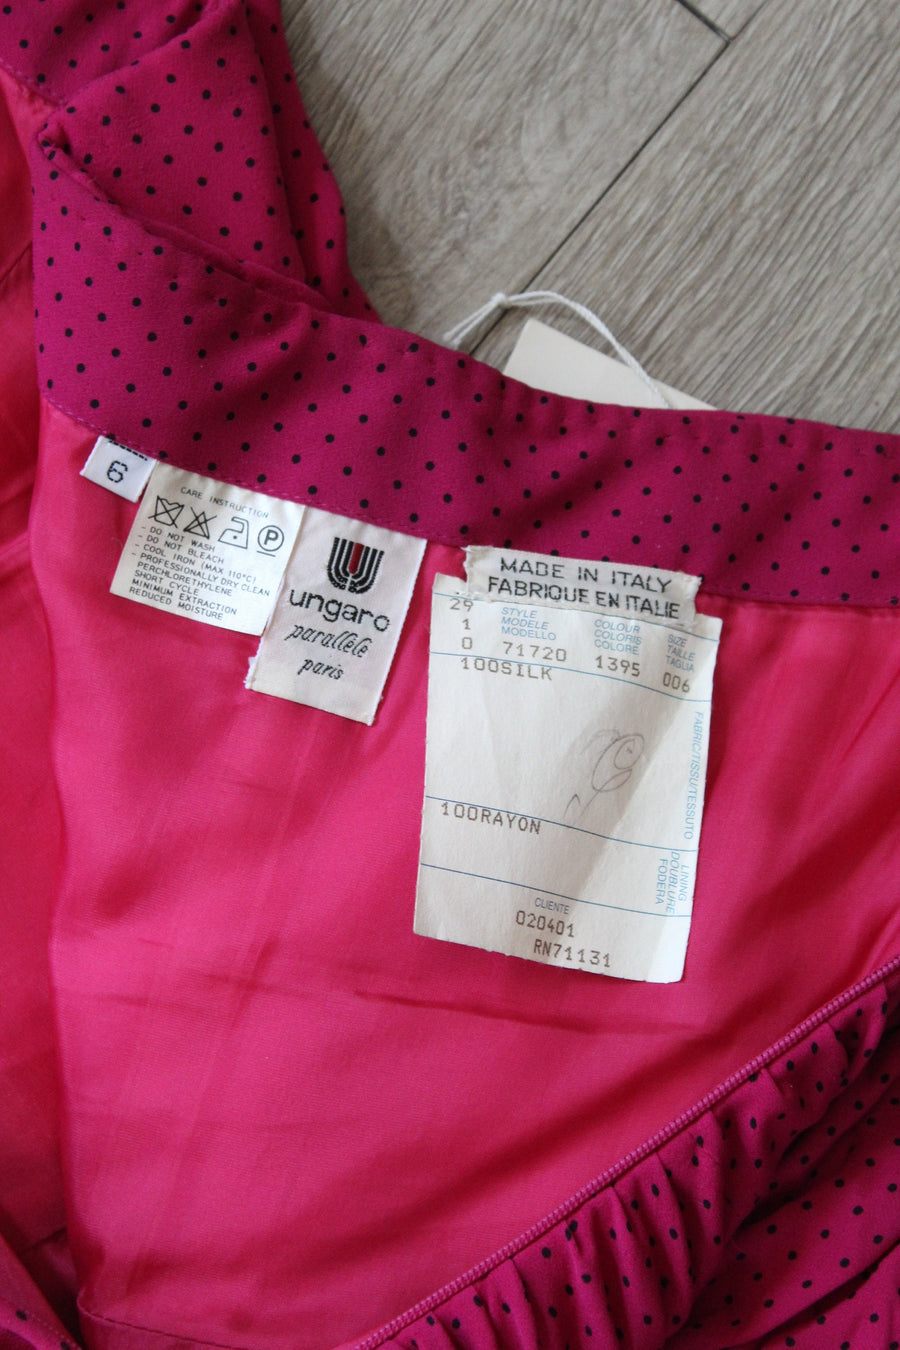 6
CARE INSTRUCTION
P
- DO NOT WASH
- DO NOT BLEACH
- COOL IRON (MAX 110°C)
- PROFESSIONALLY DRY CLEAN
PERCHLORETHYLENE
SHORT CYCLE
MINIMUM EXTRACTION
REDUCED MOISTURE
ungaro
parallèle
paris
MADE IN ITALY
FABRIQUE EN ITALIE
29
1
0
STYLE
MODELE
MODELLO
71720
COLOUR
COLORIS
COLORE
1395
SIZE
TAILLE
TAGLIA
006
100SILK
FABRIC/TISSU/TESSUTO
100RAYON
LINING
DOUBLURE
FODERA
CLIENTE
020401
RN71131